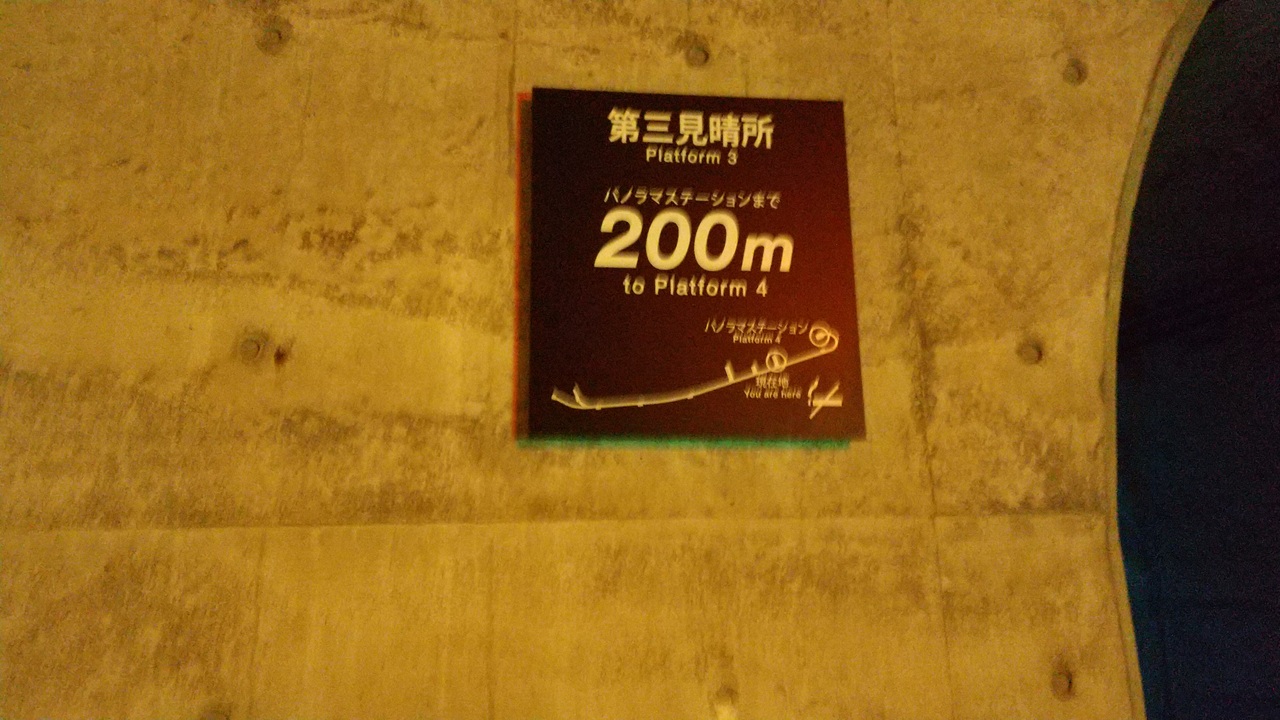 第三見晴所
Platform 3
パノラマステーションまで
200m
to Platform 4
パノラマステーション
Platform 4
現在地
You are here